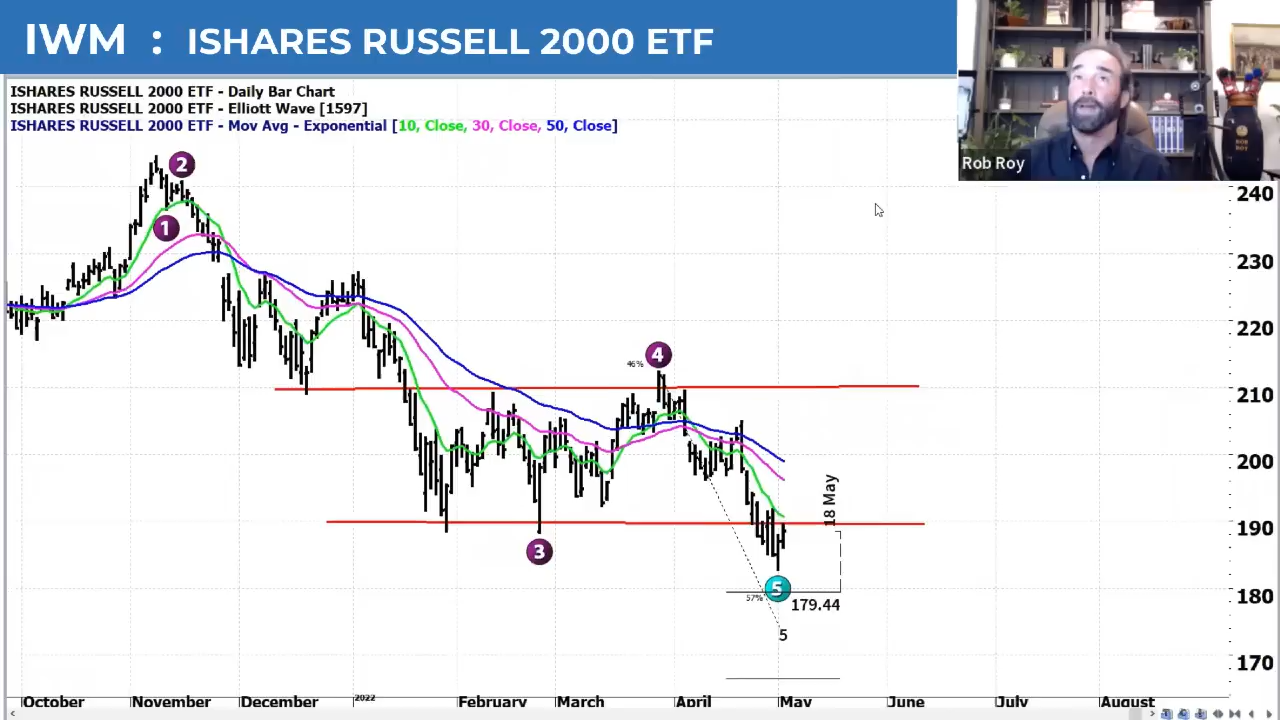 IWM : ISHARES RUSSELL 2000 ETF
ISHARES RUSSELL 2000 ETF - Daily Bar Chart
ISHARES RUSSELL 2000 ETF - Elliott Wave [1597]
ISHARES RUSSELL 2000 ETF - Mov Avg - Exponential [10, Close, 30, Close, 50, Close]
Rob Roy
ROB
ROY
2
1
4
46%
3
5
57%
179.44
5
18 May
240
230
220
210
200
190
180
170
October
November
December
2022
February
March
April
May
June
July
August